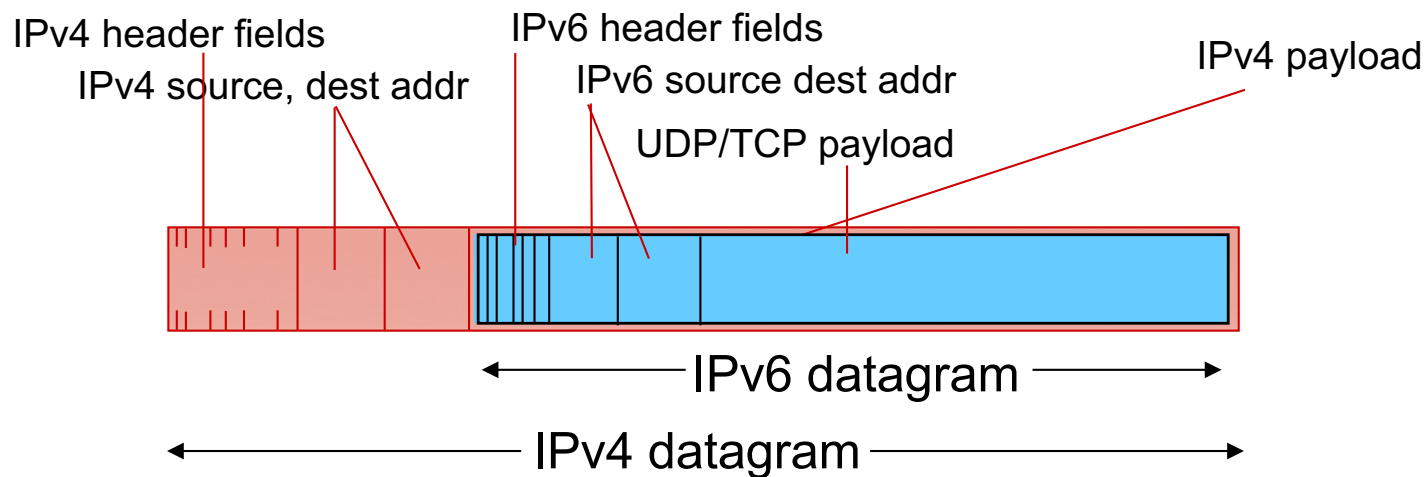 IPv4 header fields
IPv6 header fields
IPv4 payload
IPv4 source, dest addr
IPv6 source dest addr
UDP/TCP payload
IPv6 datagram
IPv4 datagram